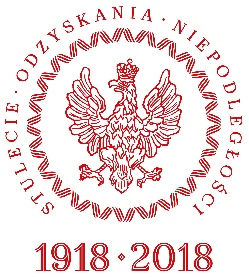 STULECIE · ODZYSKANIA · NIEPODLEGŁOŚCI
1918 · 2018